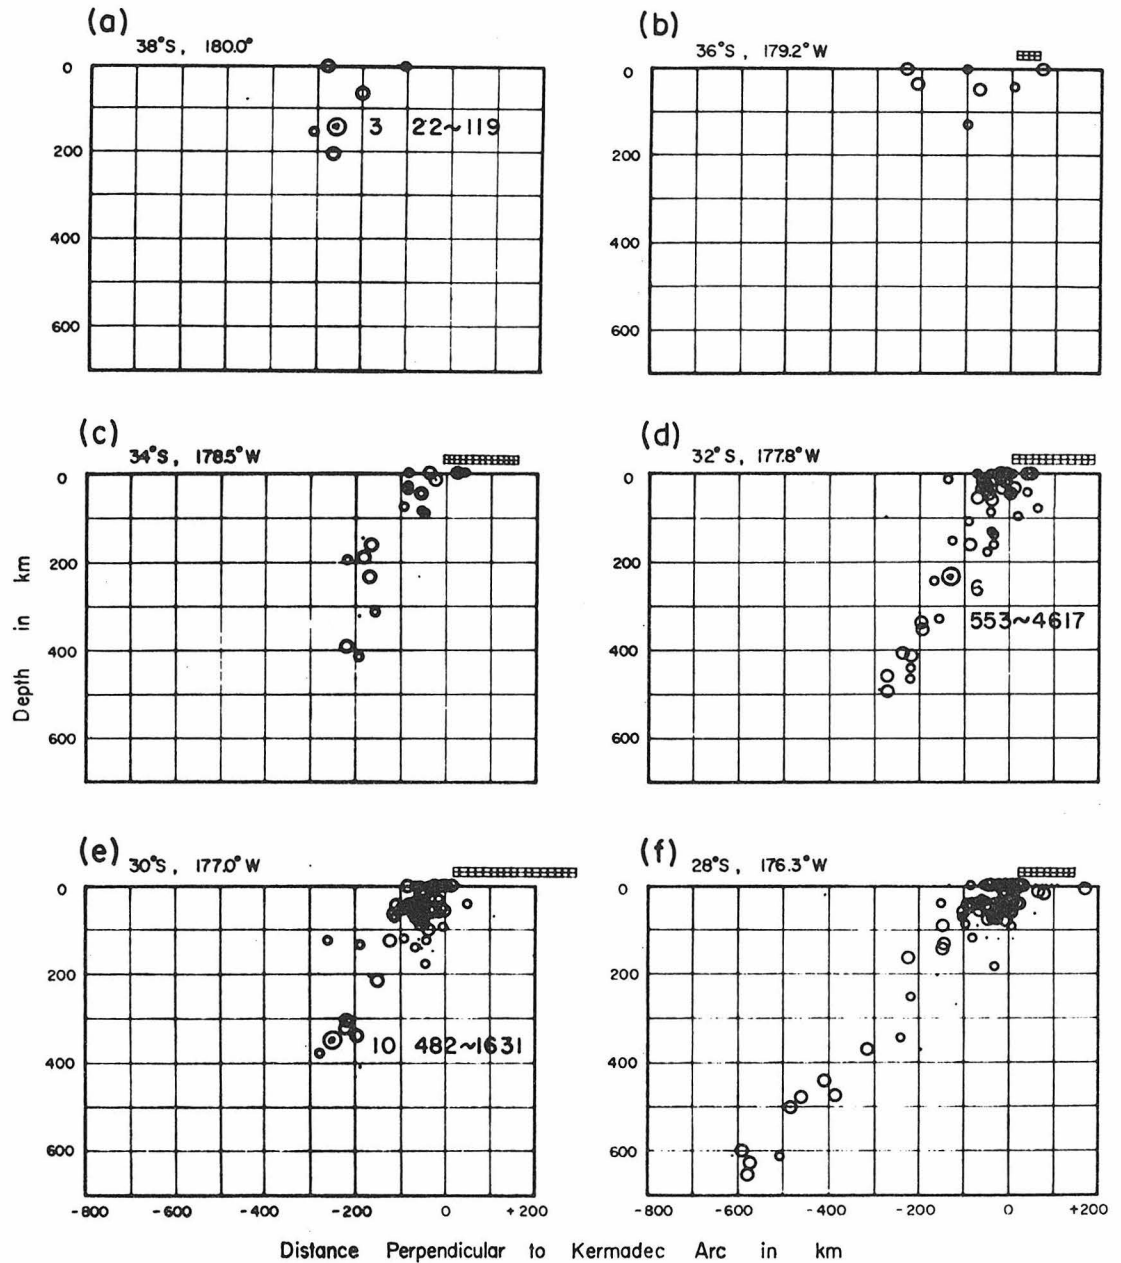 (a) (b)
38°S, 180.0° 36°S, 179.2°W
0 0
3 22~119
200 200
400 400
600 600
(c) (d)
34°S, 178.5°W 32°S, 177.8°W
0 0
200 200
6
553~4617
400 400
600 600
Depth in km
(e) (f)
30°S, 177.0°W 28°S, 176.3°W
0 0
200 200
10 482~1631
400 400
600 600
-800 -600 -400 -200 0 +200 -800 -600 -400 -200 0 +200
Distance Perpendicular to Kermadec Arc in km